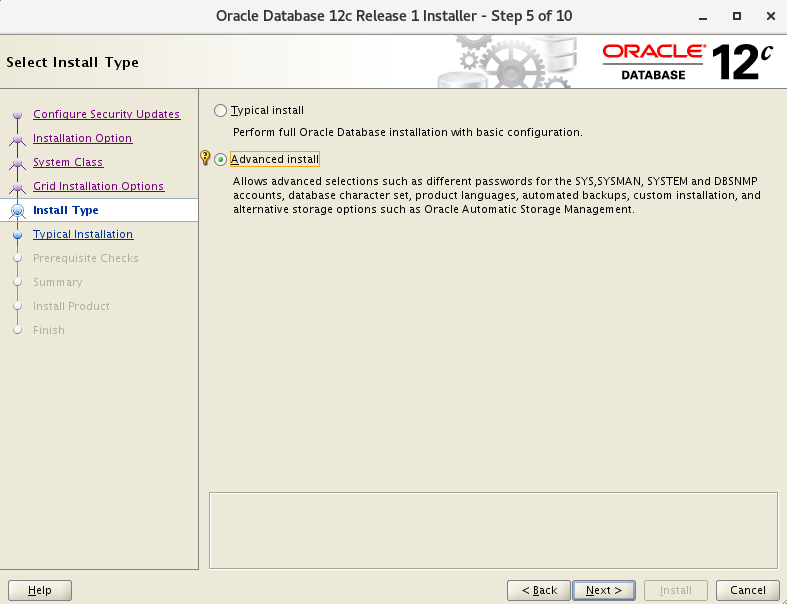 Oracle Database 12c Release 1 Installer - Step 5 of 10
Select Install Type
ORACLE
DATABASE
12c
Configure Security Updates
Installation Option
System Class
Grid Installation Options
Install Type
Typical Installation
Prerequisite Checks
Summary
Install Product
Finish
Typical install
Perform full Oracle Database installation with basic configuration.
Advanced install
Allows advanced selections such as different passwords for the SYS,SYSMAN, SYSTEM and DBSNMP
accounts, database character set, product languages, automated backups, custom installation, and
alternative storage options such as Oracle Automatic Storage Management.
Help
< Back
Next >
Install
Cancel